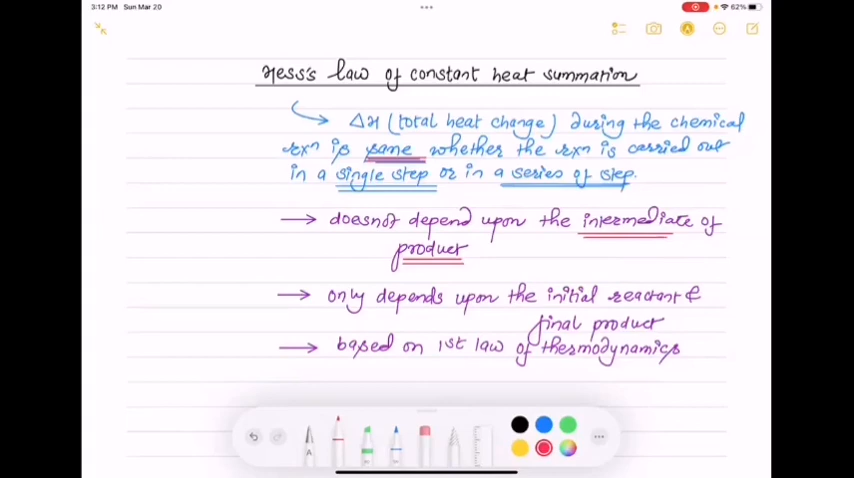 3:12 PM Sun Mar 20
62%
Hess's law of constant heat summation
ΔH (total heat change) during the chemical
rxn is same whether the rxn is carried out
in a single step or in a series of step.
→ doesnot depend upon the intermediate of
product
→ only depends upon the initial reactant &
final product
→ based on 1st law of thermodynamics
A